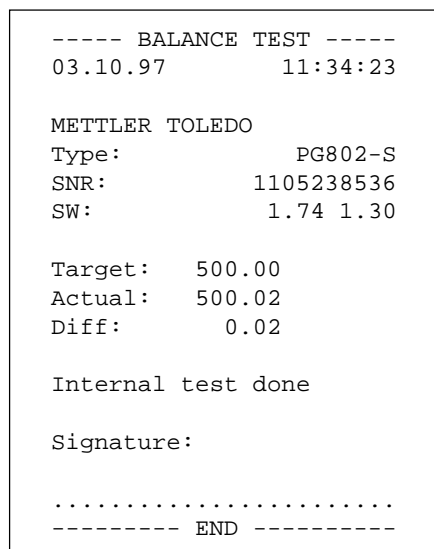 ----- BALANCE TEST -----
03.10.97        11:34:23
METTLER TOLEDO
Type:           PG802-S
SNR:         1105238536
SW:           1.74 1.30
Target:   500.00
Actual:   500.02
Diff:       0.02
Internal test done
Signature:
........................
--------- END ----------